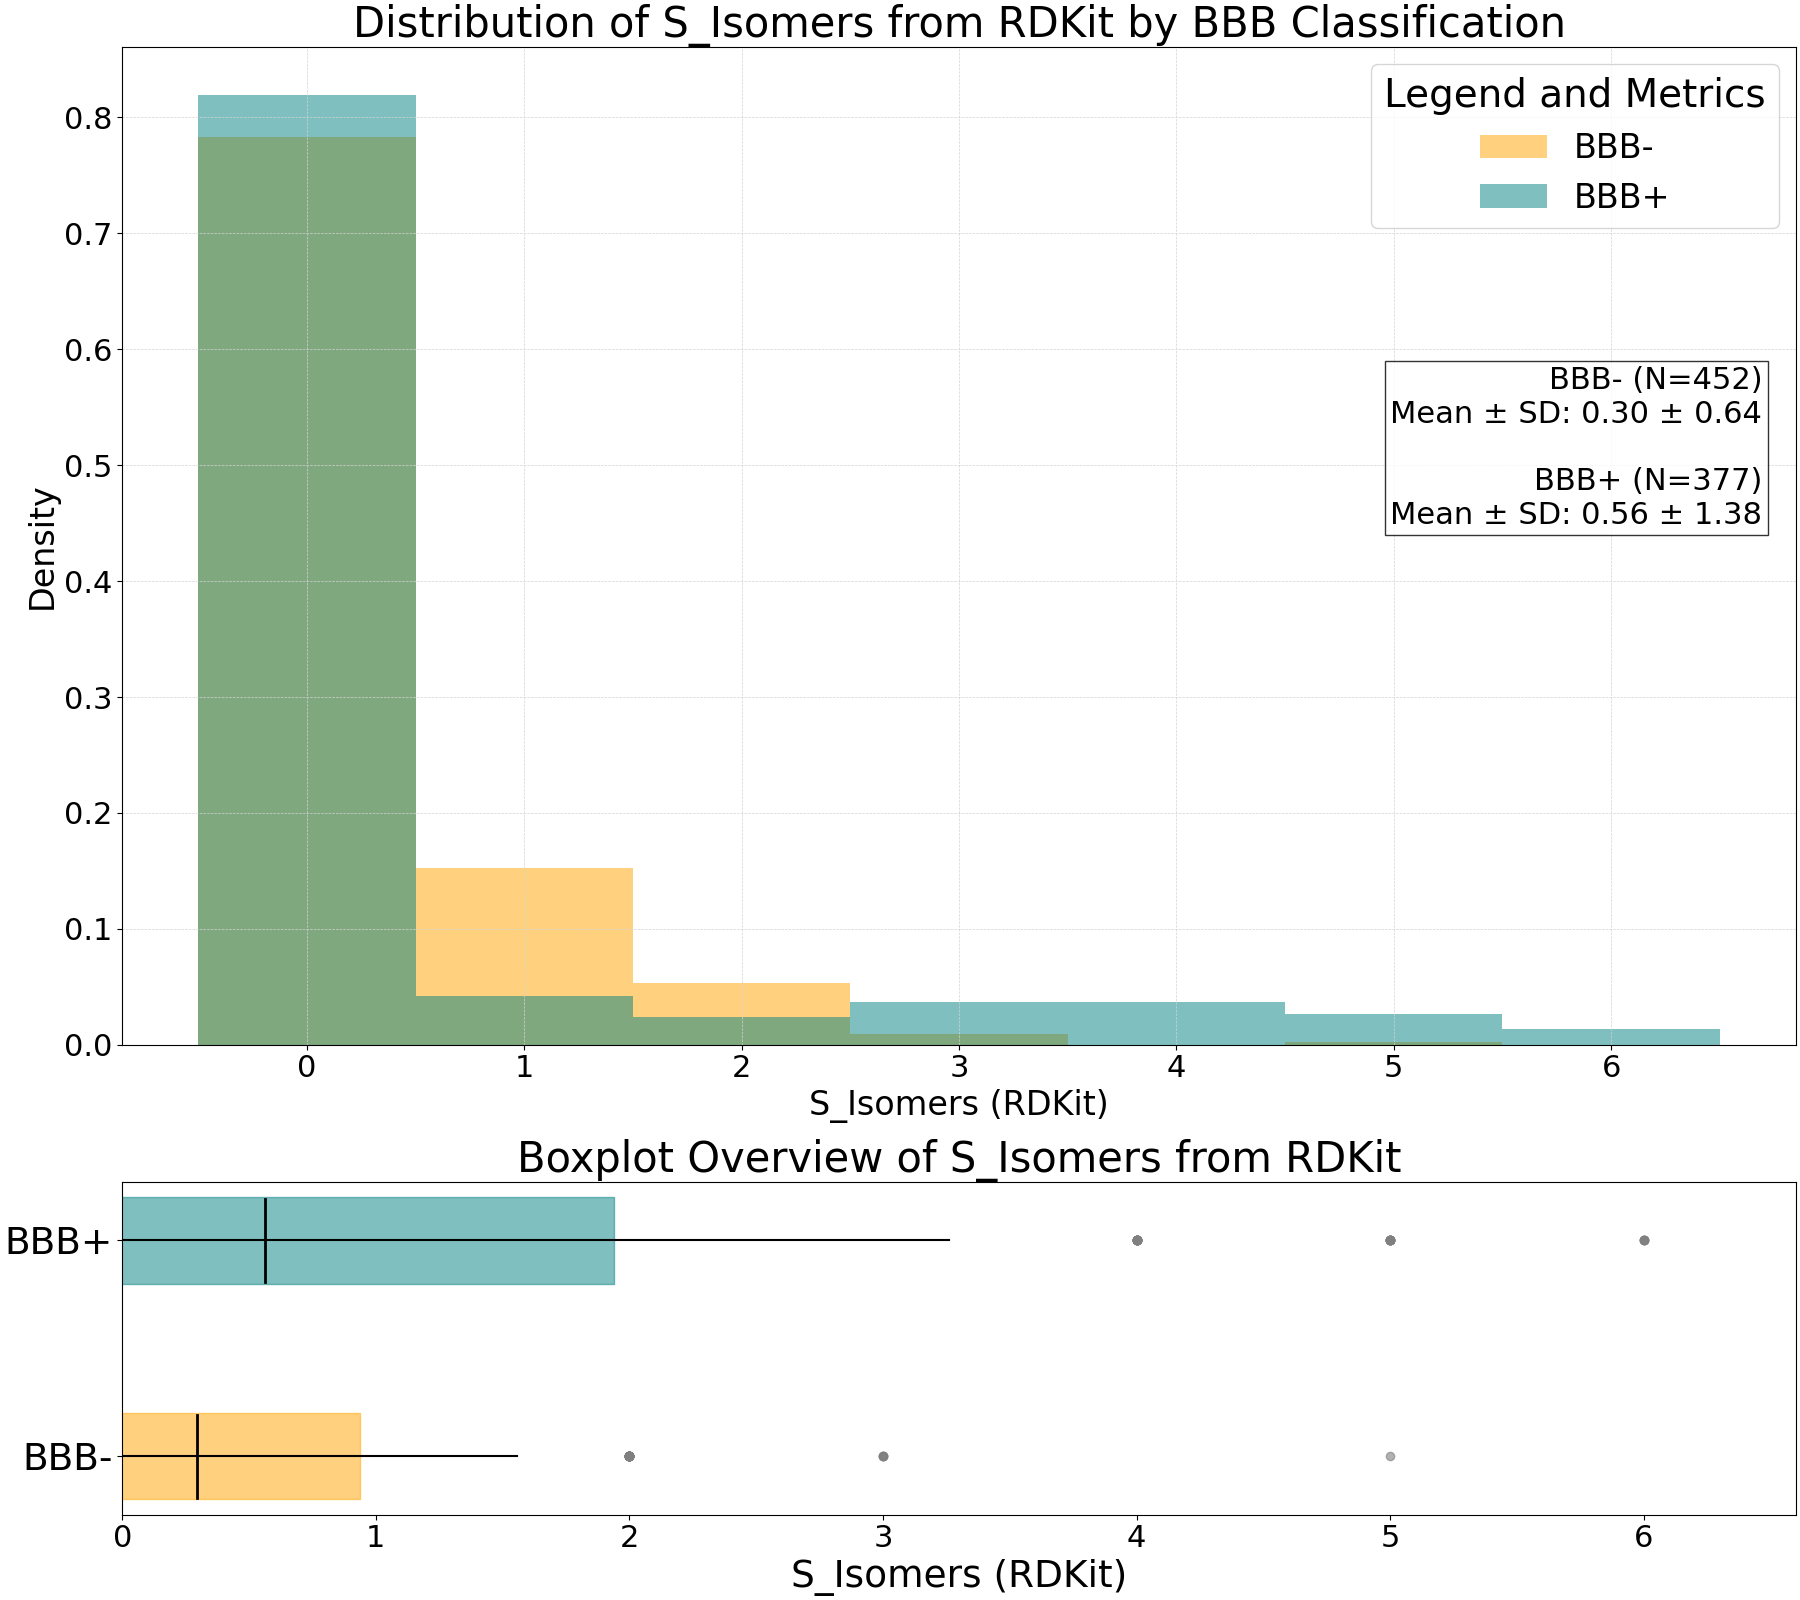 Distribution of S_Isomers from RDKit by BBB Classification
Legend and Metrics
BBB-
BBB+
BBB- (N=452)
Mean ± SD: 0.30 ± 0.64
BBB+ (N=377)
Mean ± SD: 0.56 ± 1.38
Density
0.8
0.7
0.6
0.5
0.4
0.3
0.2
0.1
0.0
0 1 2 3 4 5 6
S_Isomers (RDKit)
Boxplot Overview of S_Isomers from RDKit
BBB+
BBB-
0 1 2 3 4 5 6
S_Isomers (RDKit)